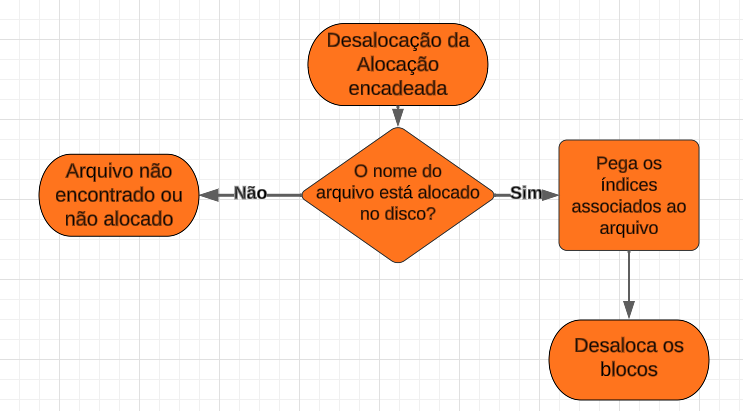 Desalocação da
Alocação
encadeada
O nome do
arquivo está alocado
no disco?
Não
Arquivo não
encontrado ou
não alocado
Sim
Pega os
índices
associados ao
arquivo
Desaloca os
blocos